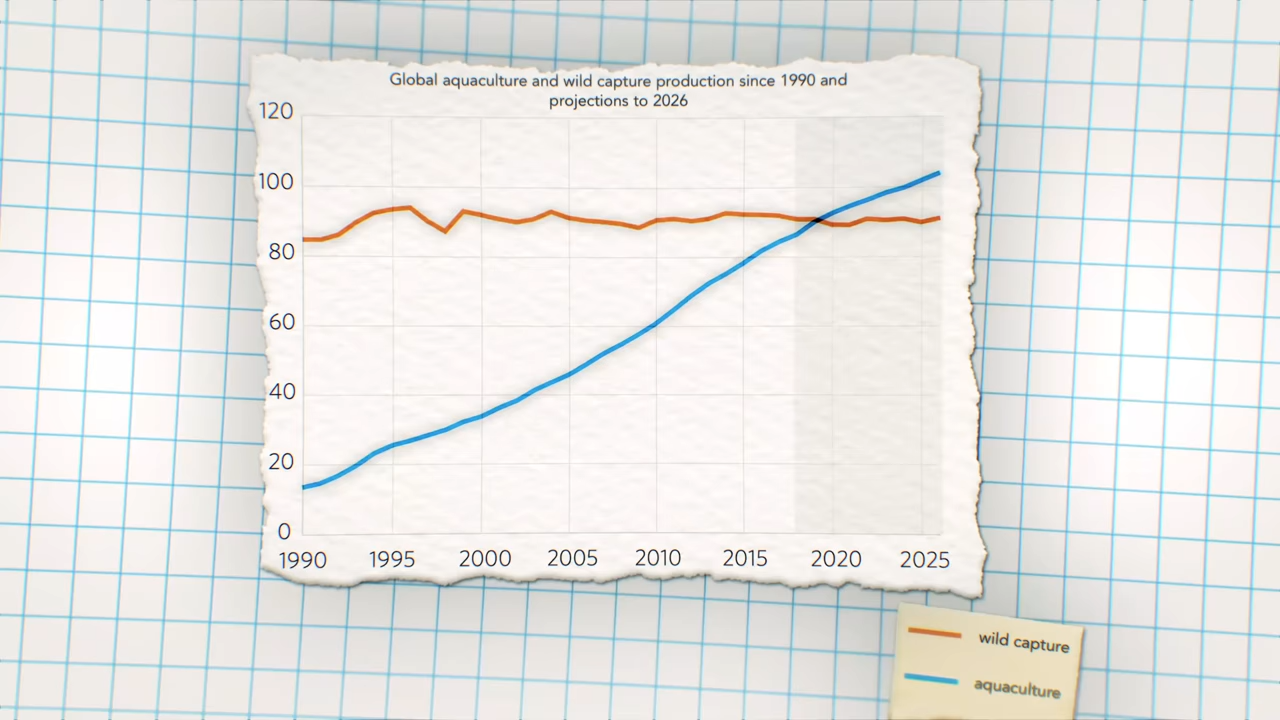 Global aquaculture and wild capture production since 1990 and
projections to 2026
120
100
80
60
40
20
0
1990 1995 2000 2005 2010 2015 2020 2025
wild capture
aquaculture